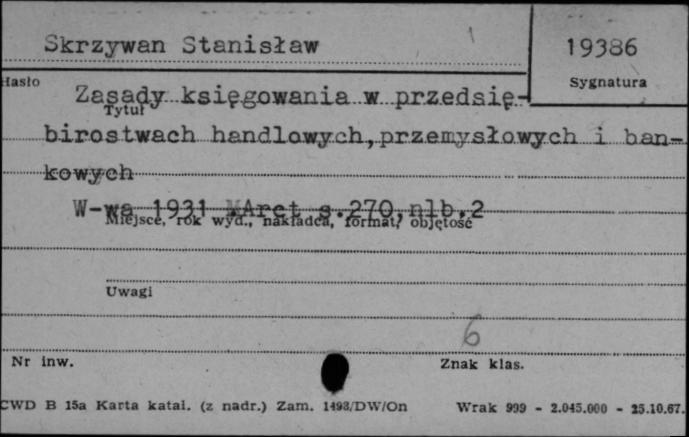 Skrzywan Stanisław
19386
Hasło
Sygnatura
Zasady księgowania w przedsię-
Tytuł
birostwach handlowych,przemysłowych i ban-
kowych
W-wa 1931 MArct s.270,nlb.2
Miejsce, rok wyd., nakładca, format, objętość
Uwagi
6
Nr inw.
Znak klas.
CWD B 15a Karta katal. (z nadr.) Zam. 1493/DW/On
Wrak 999 - 2.045.000 - 25.10.67.